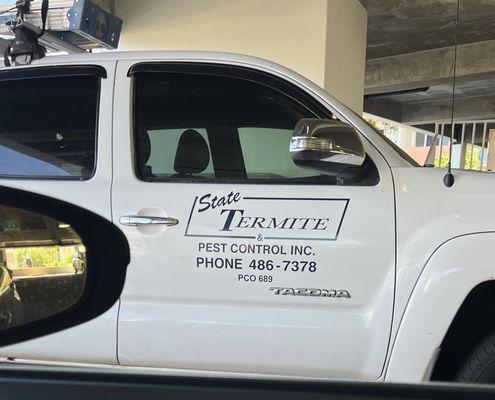 State
TERMITE
&
PEST CONTROL INC.
PHONE 486-7378
PCO 689
TACOMA